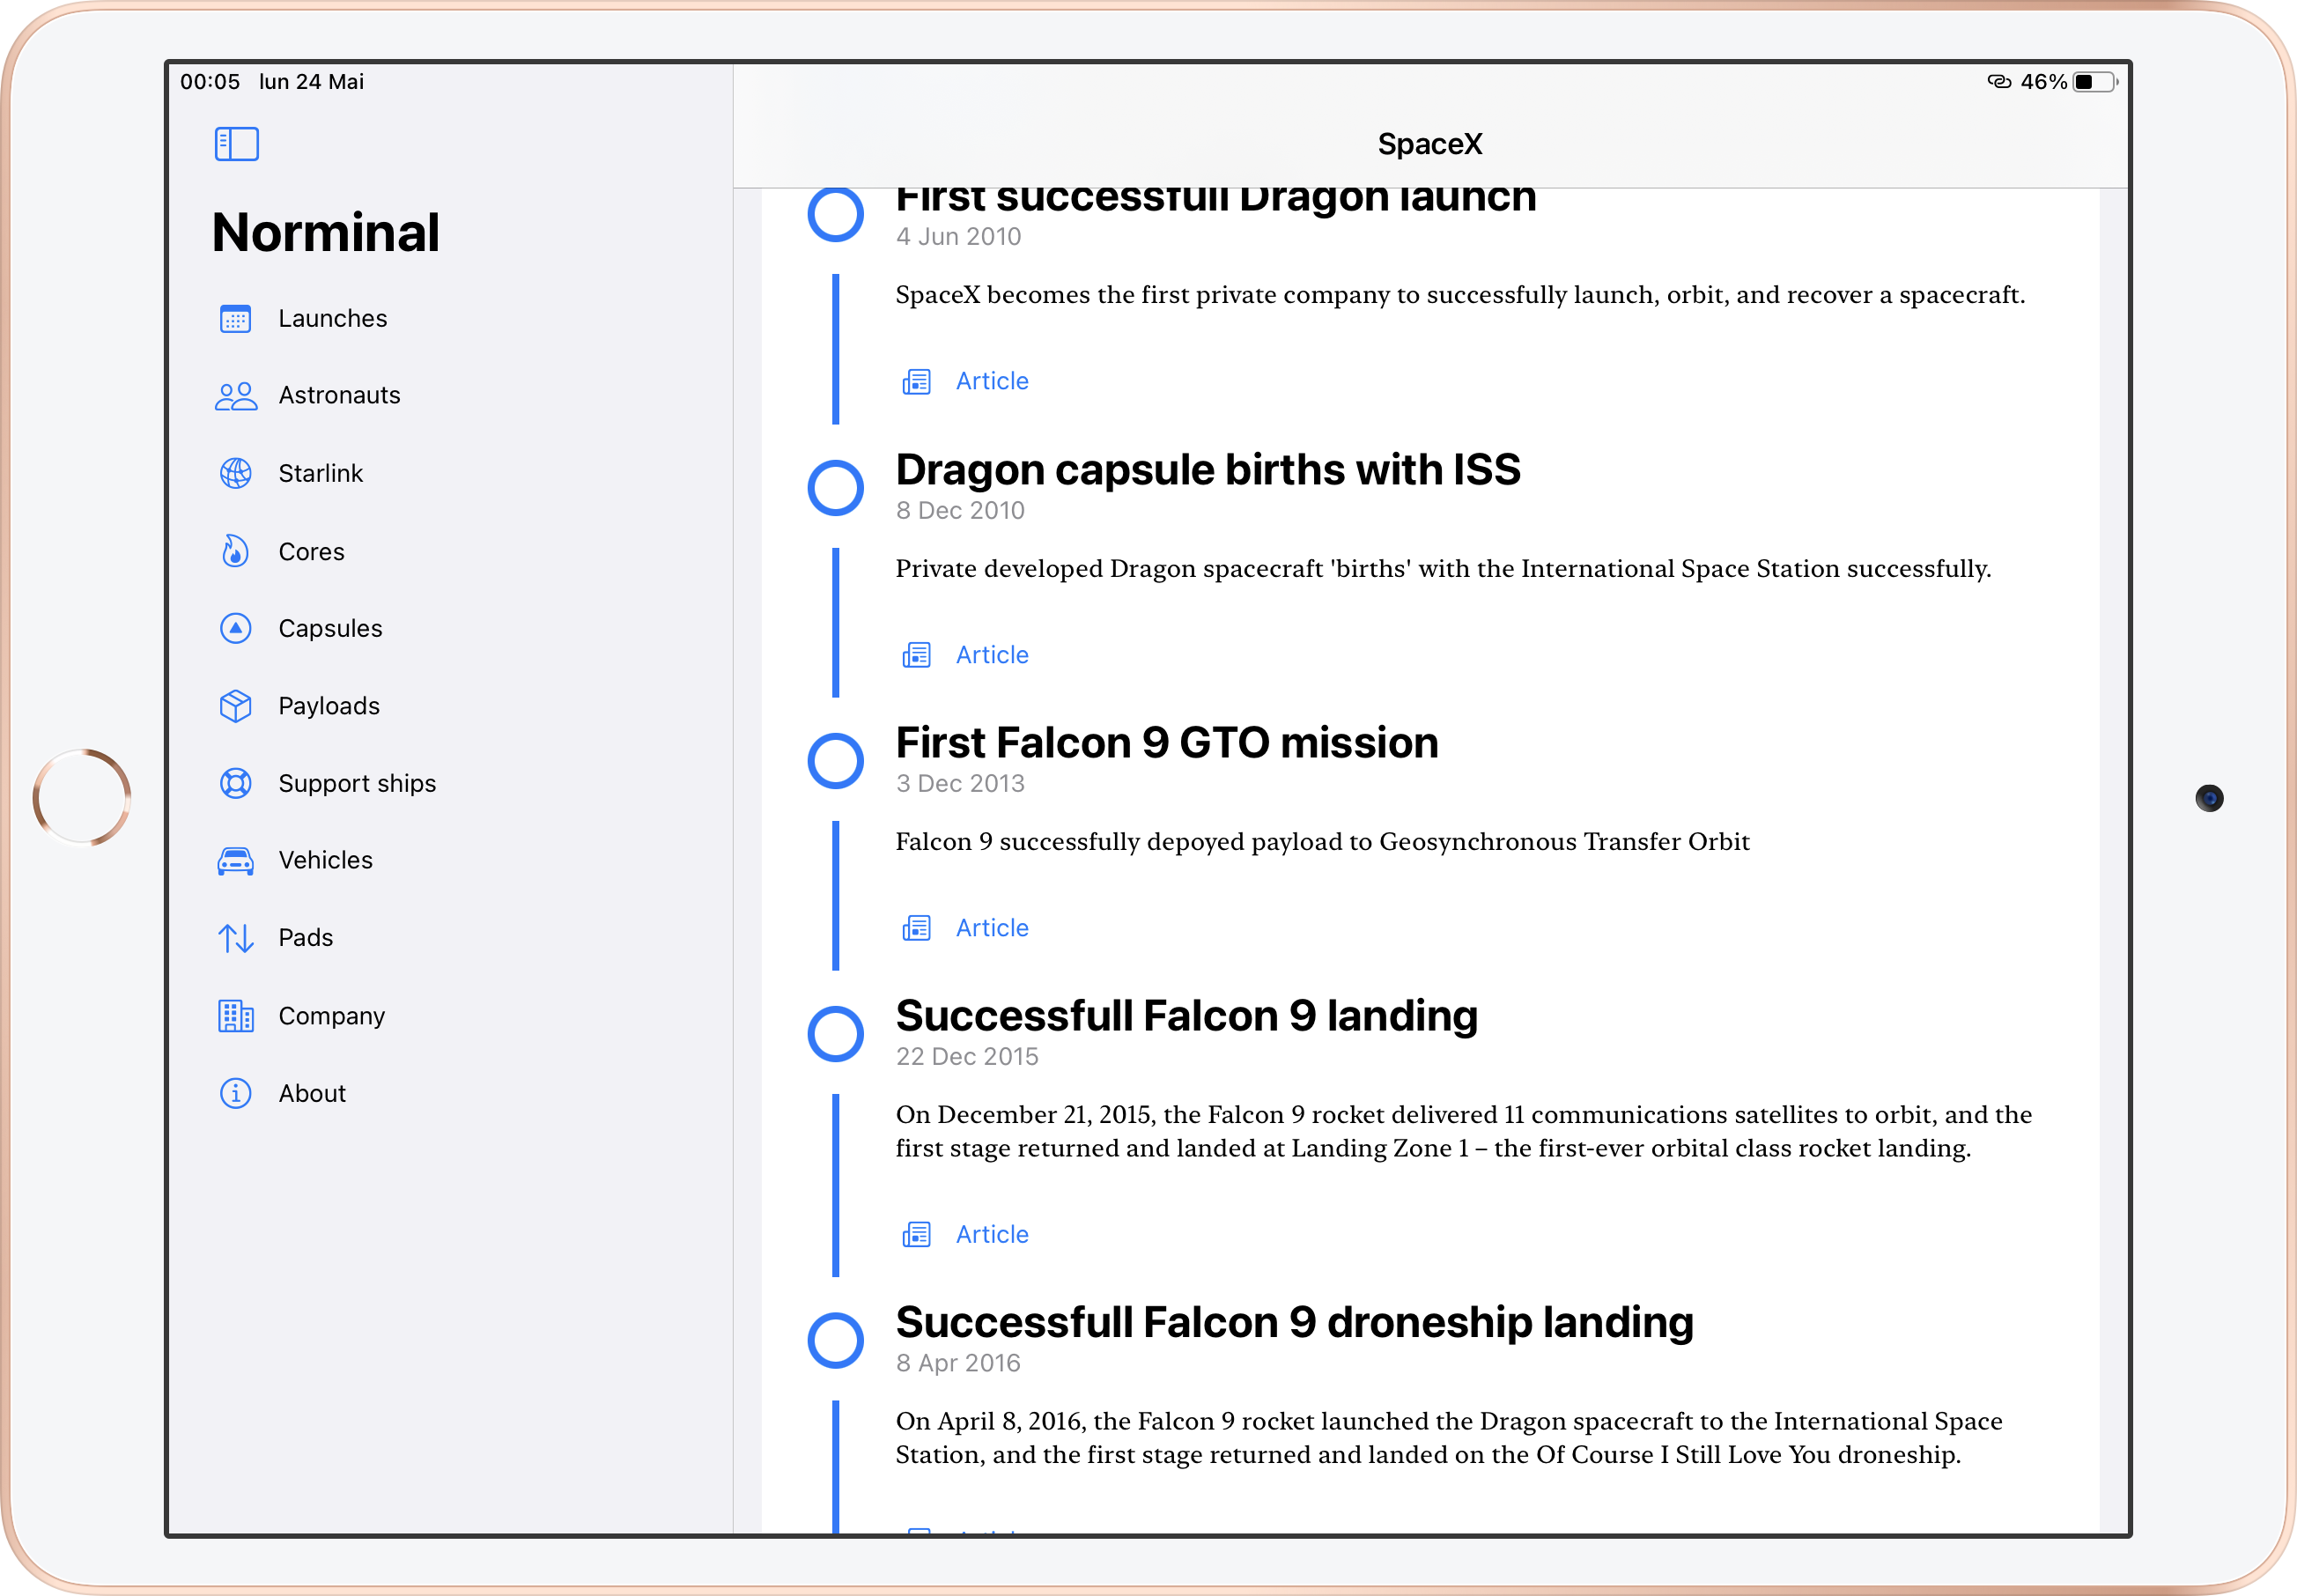 00:05 lun 24 Mai
46%
SpaceX
Norminal
Launches
Astronauts
Starlink
Cores
Capsules
Payloads
Support ships
Vehicles
Pads
Company
About
First successfull Dragon launch
4 Jun 2010
SpaceX becomes the first private company to successfully launch, orbit, and recover a spacecraft.
Article
Dragon capsule births with ISS
8 Dec 2010
Private developed Dragon spacecraft 'births' with the International Space Station successfully.
Article
First Falcon 9 GTO mission
3 Dec 2013
Falcon 9 successfully depoyed payload to Geosynchronous Transfer Orbit
Article
Successfull Falcon 9 landing
22 Dec 2015
On December 21, 2015, the Falcon 9 rocket delivered 11 communications satellites to orbit, and the
first stage returned and landed at Landing Zone 1 – the first-ever orbital class rocket landing.
Article
Successfull Falcon 9 droneship landing
8 Apr 2016
On April 8, 2016, the Falcon 9 rocket launched the Dragon spacecraft to the International Space
Station, and the first stage returned and landed on the Of Course I Still Love You droneship.